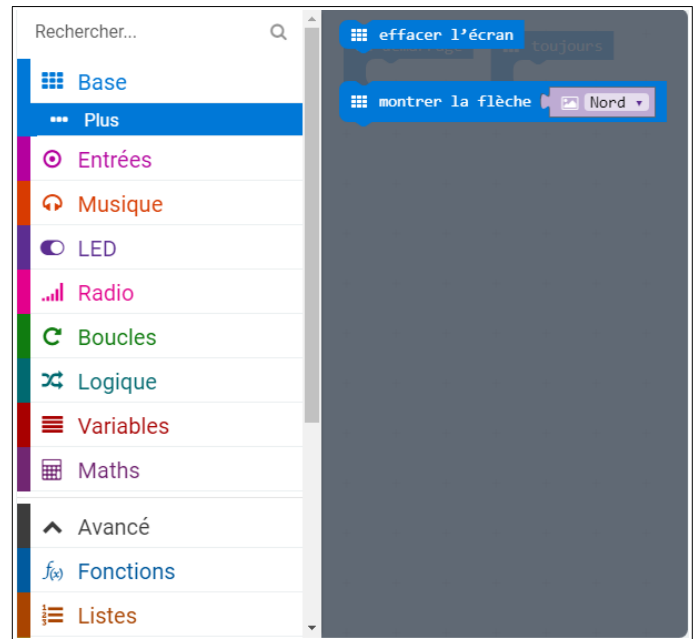 Rechercher...
Base
Plus
Entrées
Musique
LED
Radio
Boucles
Logique
Variables
Maths
Avancé
f(x) Fonctions
Listes
effacer l’écran
toujours
montrer la flèche Nord